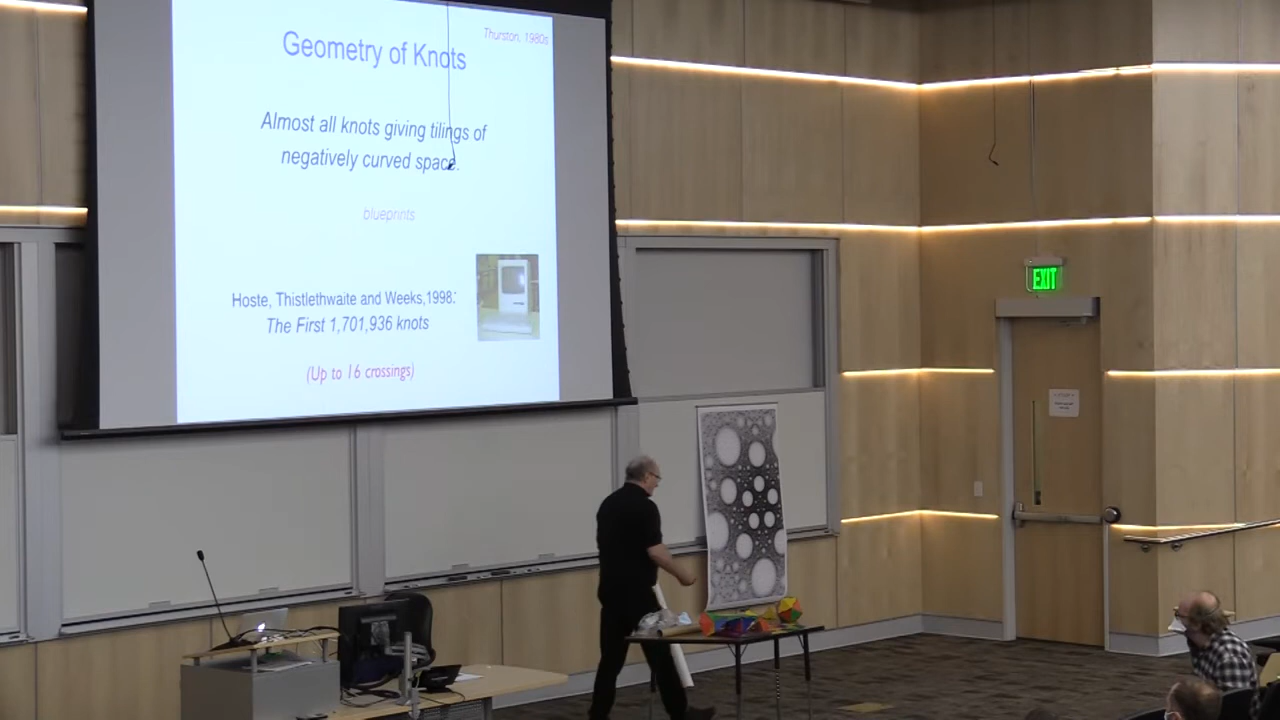 Thurston, 1980s
Geometry of Knots
Almost all knots giving tilings of
negatively curved space.
blueprints
Hoste, Thistlethwaite and Weeks,1998:
The First 1,701,936 knots
(Up to 16 crossings)
EXIT